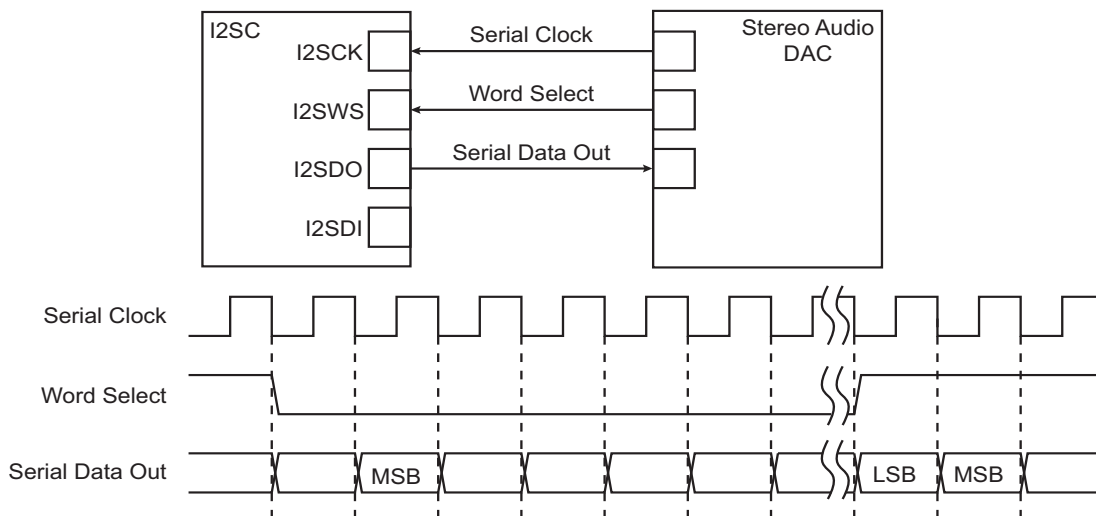 I2SC
Stereo Audio
DAC
I2SCK
Serial Clock
I2SWS
Word Select
I2SDO
Serial Data Out
I2SDI
Serial Clock
Word Select
Serial Data Out
MSB
LSB
MSB